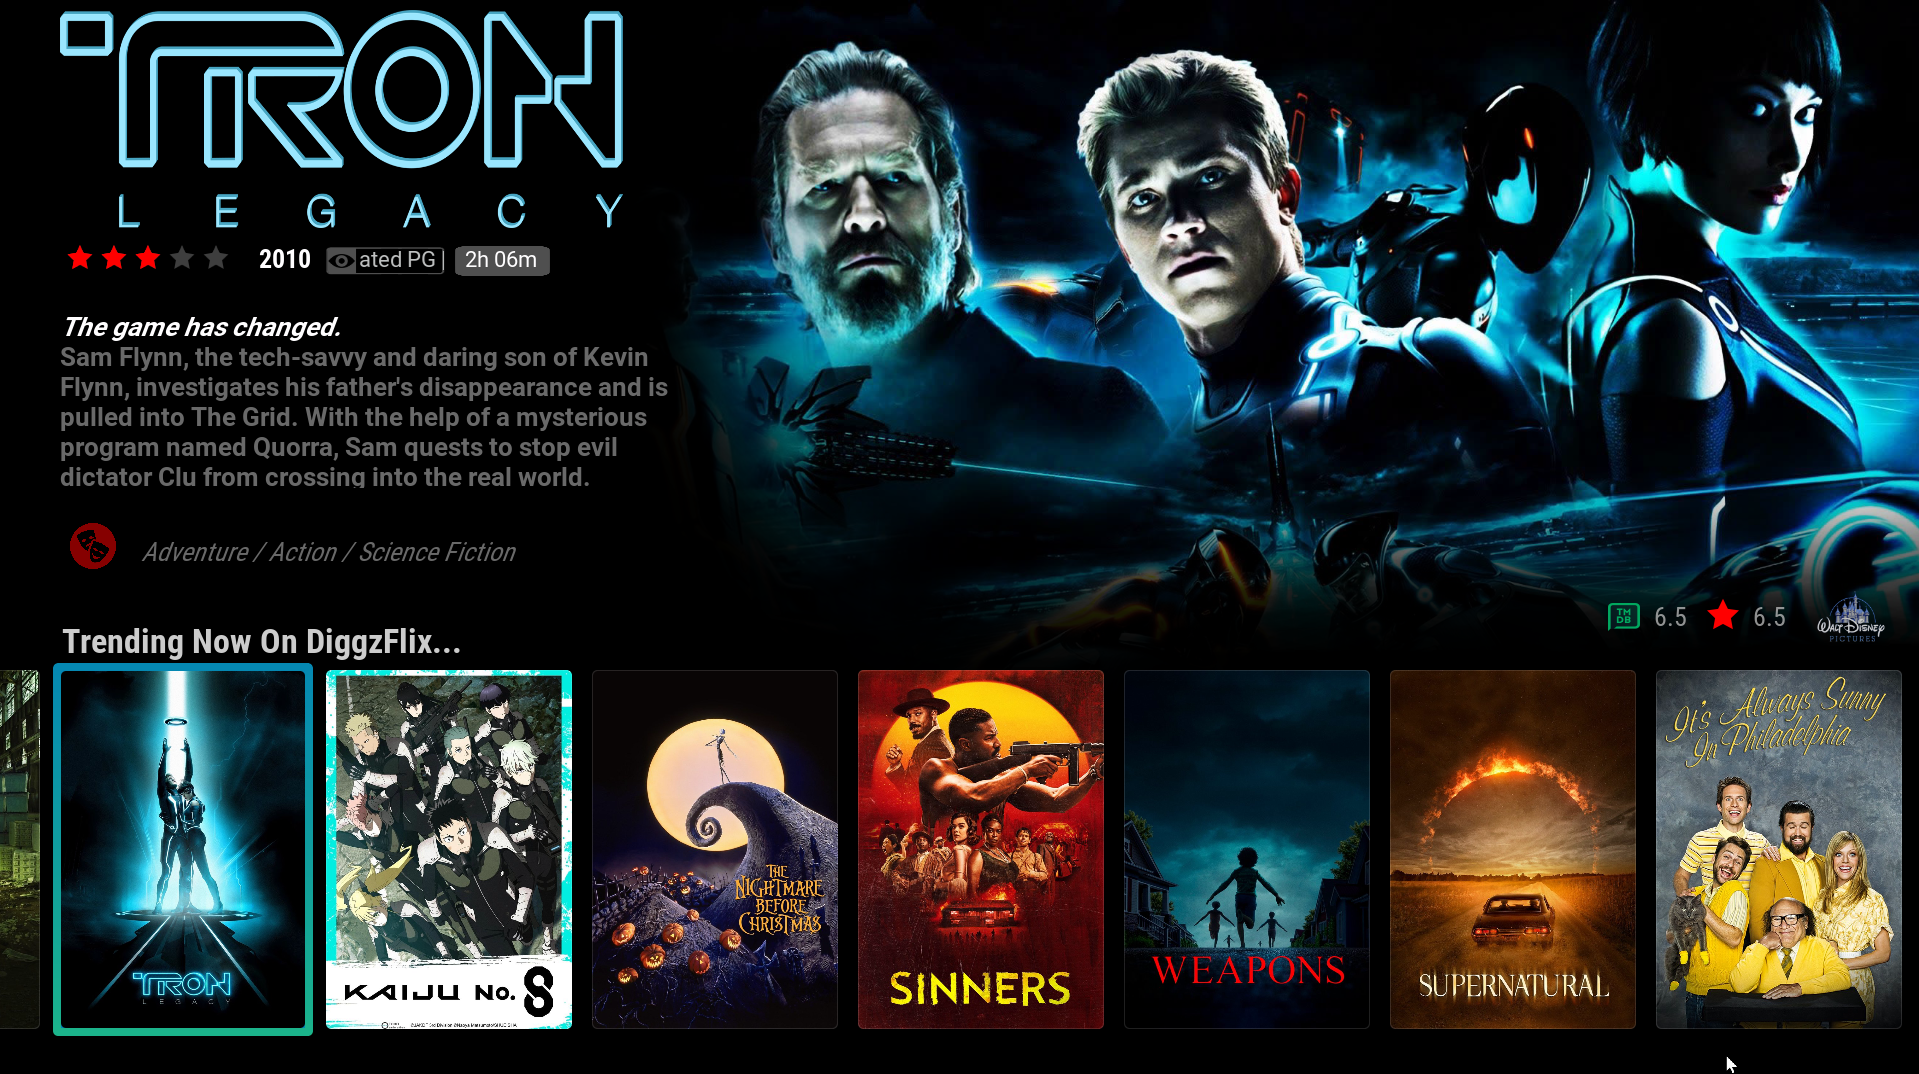 TRON
LEGACY
2010 ated PG 2h 06m
The game has changed.
Sam Flynn, the tech-savvy and daring son of Kevin
Flynn, investigates his father's disappearance and is
pulled into The Grid. With the help of a mysterious
program named Quorra, Sam quests to stop evil
dictator Clu from crossing into the real world.
Adventure / Action / Science Fiction
TM
DB
6.5 6.5
WALT DISNEY
PICTURES
Trending Now On DiggzFlix...
TRON
LEGACY
KAIJU No. 8
THE
NIGHTMARE
BEFORE
CHRISTMAS
SINNERS
WEAPONS
SUPERNATURAL
It's Always Sunny
In Philadelphia